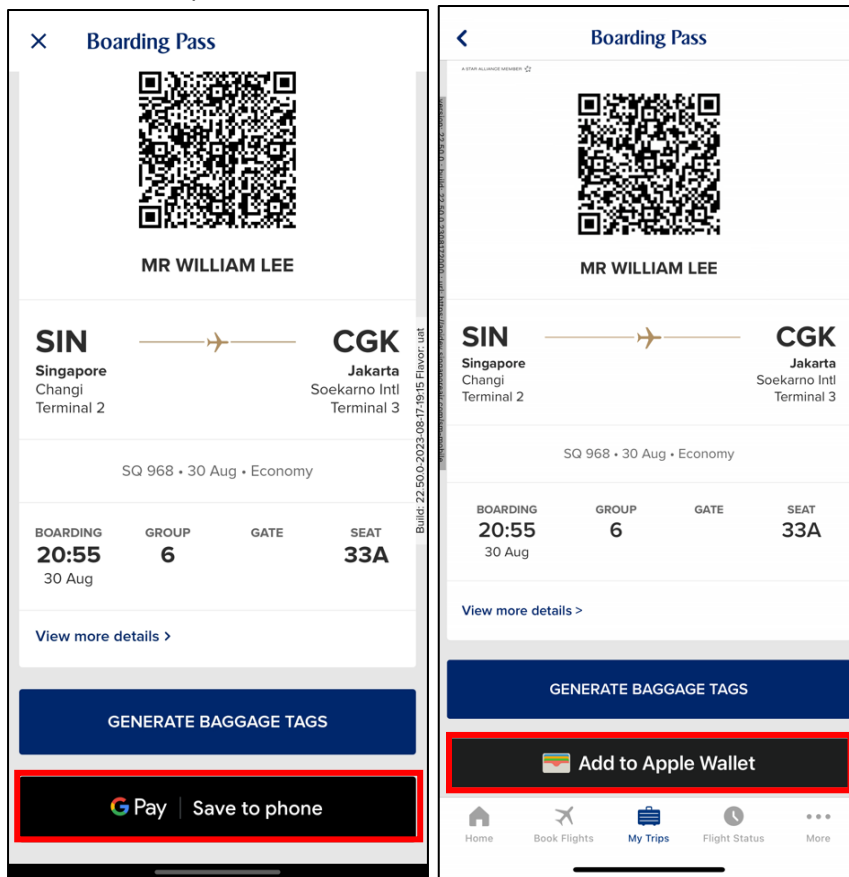 Boarding Pass
MR WILLIAM LEE
SIN
CGK
Singapore
Jakarta
Changi
Soekarno Intl
Terminal 2
Terminal 3
SQ 968 • 30 Aug • Economy
BOARDING GROUP GATE SEAT
20:55 6 33A
30 Aug
View more details >
GENERATE BAGGAGE TAGS
G Pay | Save to phone
Build: 22.50.0-2023-08-17-19:15 Flavor: uat
Boarding Pass
A STAR ALLIANCE MEMBER
MR WILLIAM LEE
SIN
CGK
Singapore
Jakarta
Changi
Soekarno Intl
Terminal 2
Terminal 3
SQ 968 • 30 Aug • Economy
BOARDING GROUP GATE SEAT
20:55 6 33A
30 Aug
View more details >
GENERATE BAGGAGE TAGS
Add to Apple Wallet
Home Book Flights My Trips Flight Status More